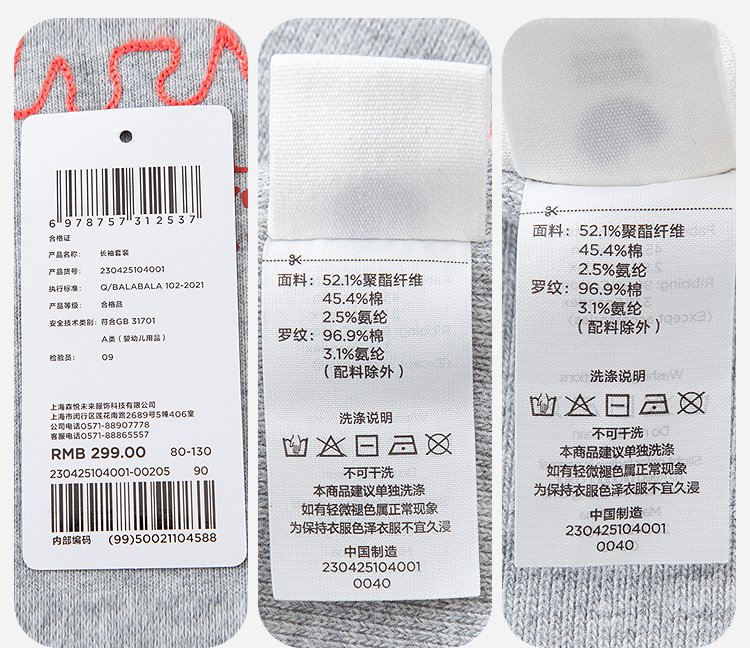 6 978757 312537
合格证
产品名称: 长袖套装
产品货号: 230425104001
执行标准: Q/BALABALA 102-2021
产品等级: 合格品
安全技术类别: 符合GB 31701
A类(婴幼儿用品)
检验员: 09
上海森悦未来服饰科技有限公司
上海市闵行区莲花南路2689号5幢406室
公司电话0571-88907778
客服电话0571-88865557
RMB 299.00 80-130
230425104001-00205 90
内部编码 (99)50021104588
面料: 52.1%聚酯纤维
45.4%棉
2.5%氨纶
罗纹: 96.9%棉
3.1%氨纶
(配料除外)
洗涤说明
不可干洗
本商品建议单独洗涤
如有轻微褪色属正常现象
为保持衣服色泽衣服不宜久浸
中国制造
230425104001
0040
面料: 52.1%聚酯纤维
45.4%棉
2.5%氨纶
罗纹: 96.9%棉
3.1%氨纶
(配料除外)
洗涤说明
不可干洗
本商品建议单独洗涤
如有轻微褪色属正常现象
为保持衣服色泽衣服不宜久浸
中国制造
230425104001
0040